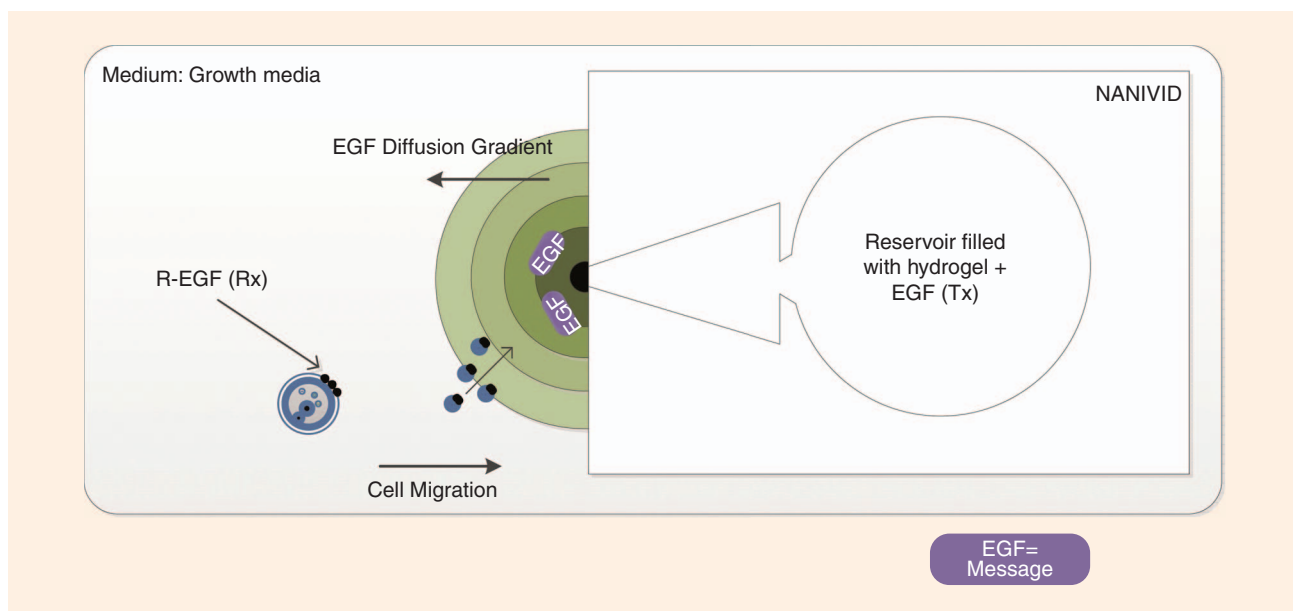 Medium: Growth media
NANIVID
EGF Diffusion Gradient
EGF
EGF
Reservoir filled
with hydrogel +
EGF (Tx)
R-EGF (Rx)
Cell Migration
EGF=
Message